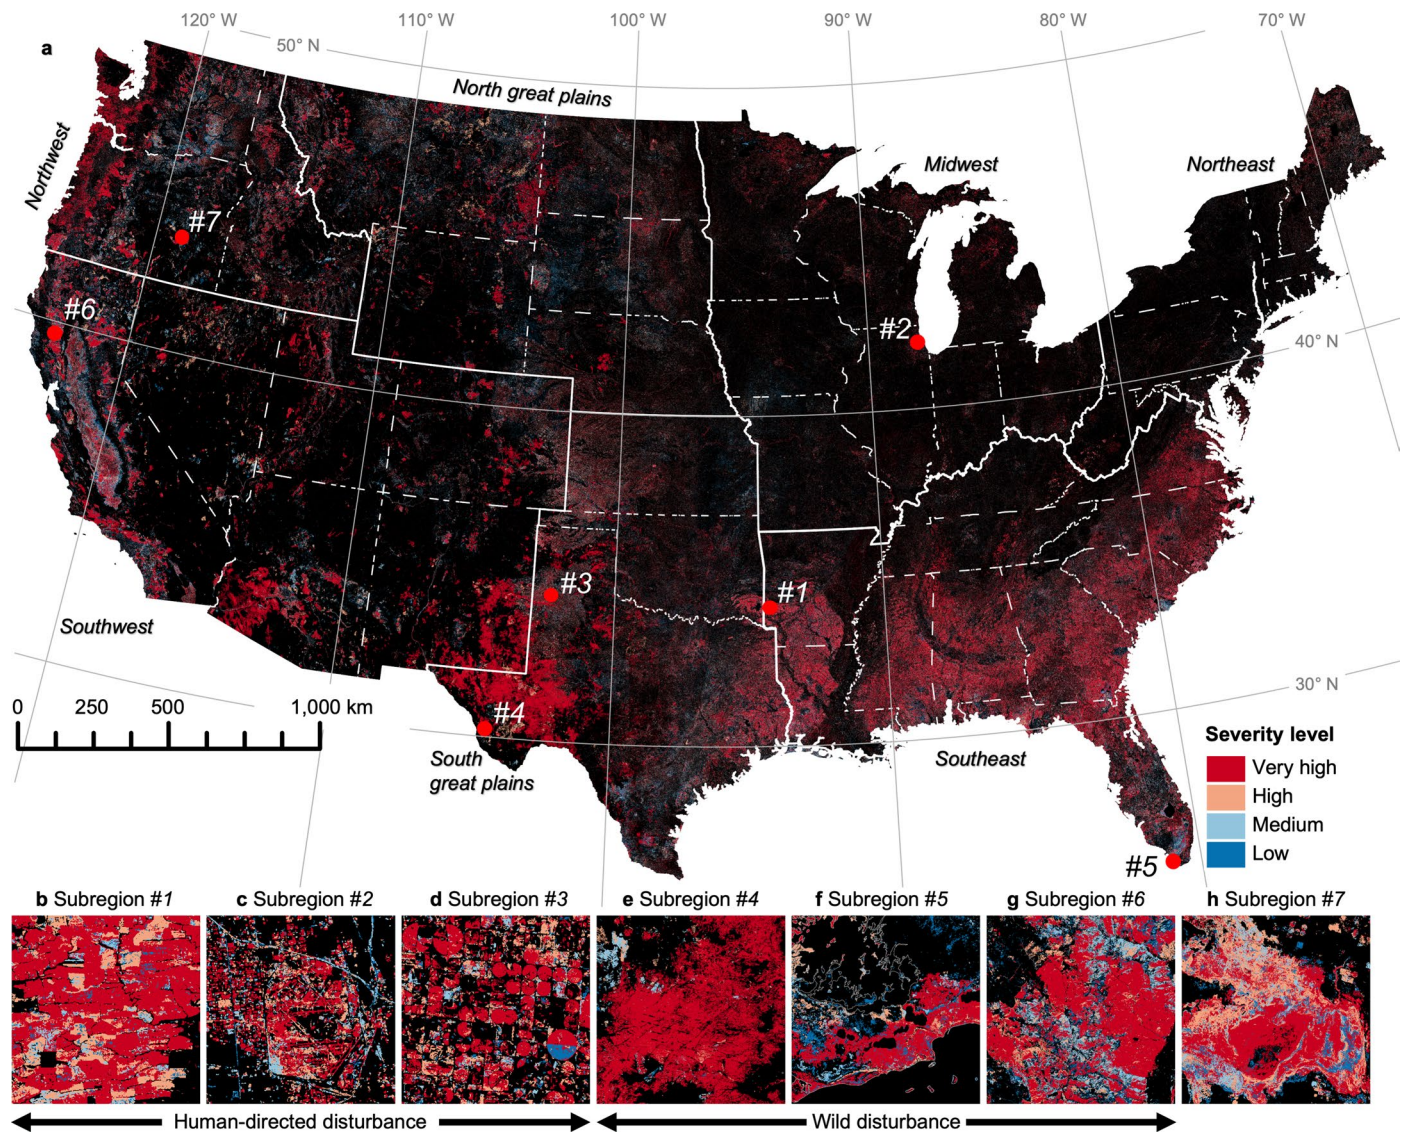 120° W
110° W
100° W
90° W
80° W
70° W
a
50° N
North great plains
Northwest
Midwest
Northeast
#7
#6
#2
40° N
#3
#1
Southwest
30° N
0 250 500 1,000 km
#4
South
great plains
Southeast
Severity level
Very high
High
Medium
Low
#5
b Subregion #1
c Subregion #2
d Subregion #3
e Subregion #4
f Subregion #5
g Subregion #6
h Subregion #7
Human-directed disturbance
Wild disturbance